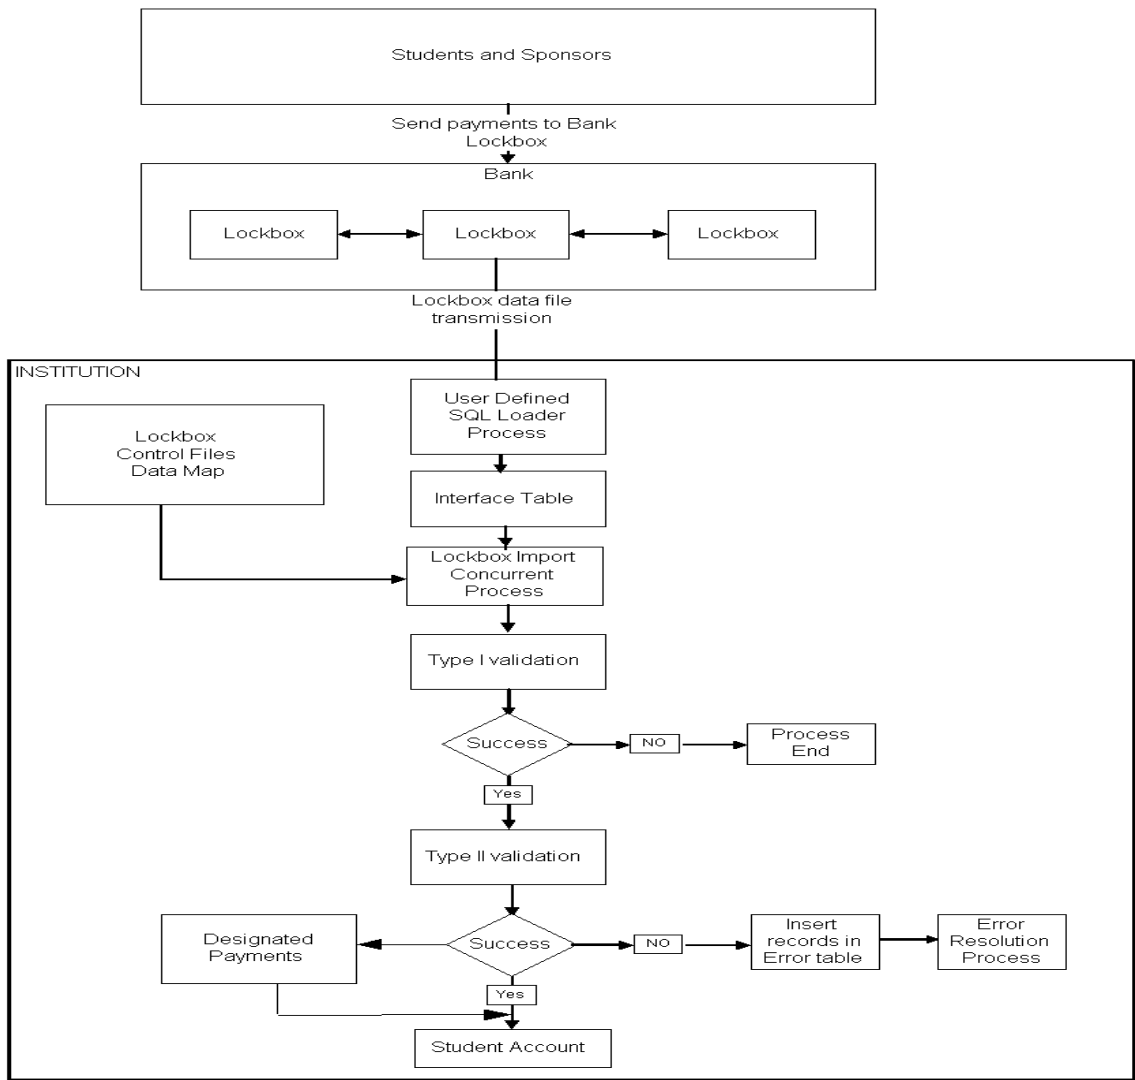 Students and Sponsors
Send payments to Bank
Lockbox
Bank
Lockbox
Lockbox
Lockbox
Lockbox data file
transmission
INSTITUTION
User Defined
SQL Loader
Process
Lockbox
Control Files
Data Map
Interface Table
Lockbox Import
Concurrent
Process
Type I validation
Success
NO
Process
End
Yes
Type II validation
Designated
Payments
Success
NO
Insert
records in
Error table
Error
Resolution
Process
Yes
Student Account